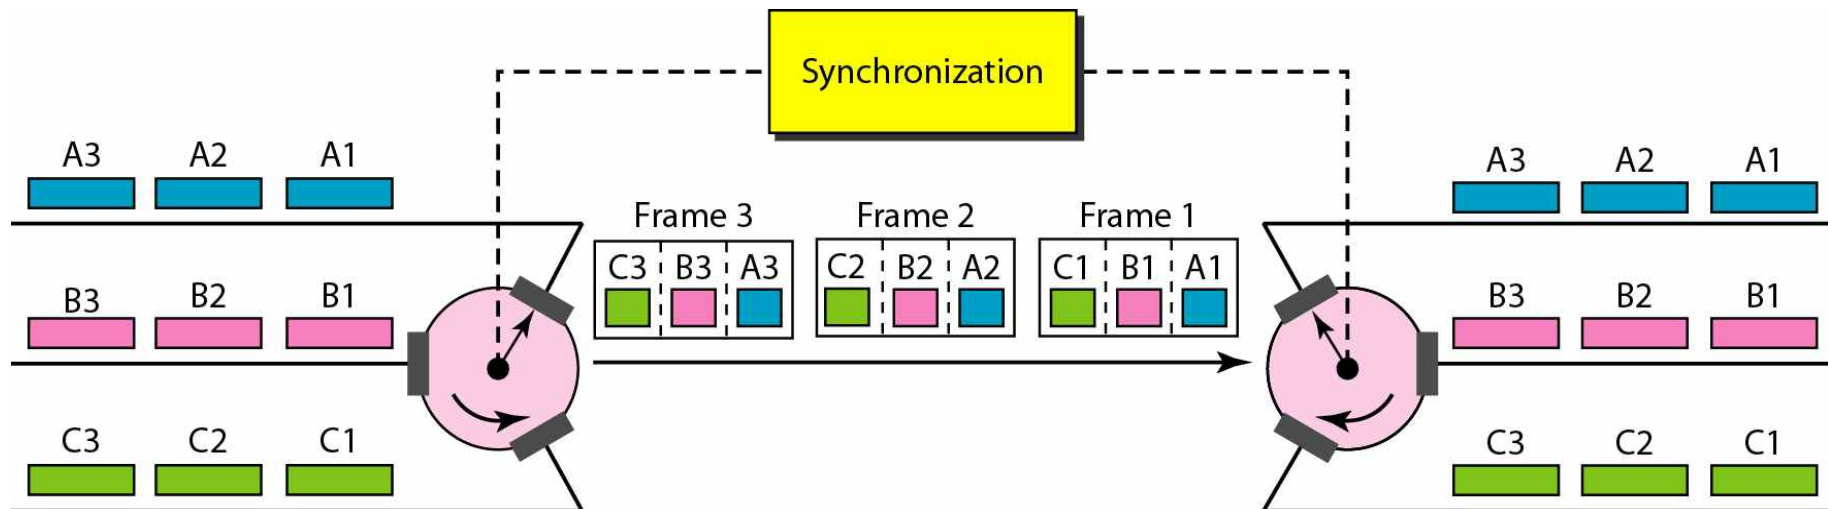 Synchronization
A3 A2 A1
A3 A2 A1
Frame 3 Frame 2 Frame 1
C3 B3 A3 C2 B2 A2 C1 B1 A1
B3 B2 B1
B3 B2 B1
C3 C2 C1
C3 C2 C1